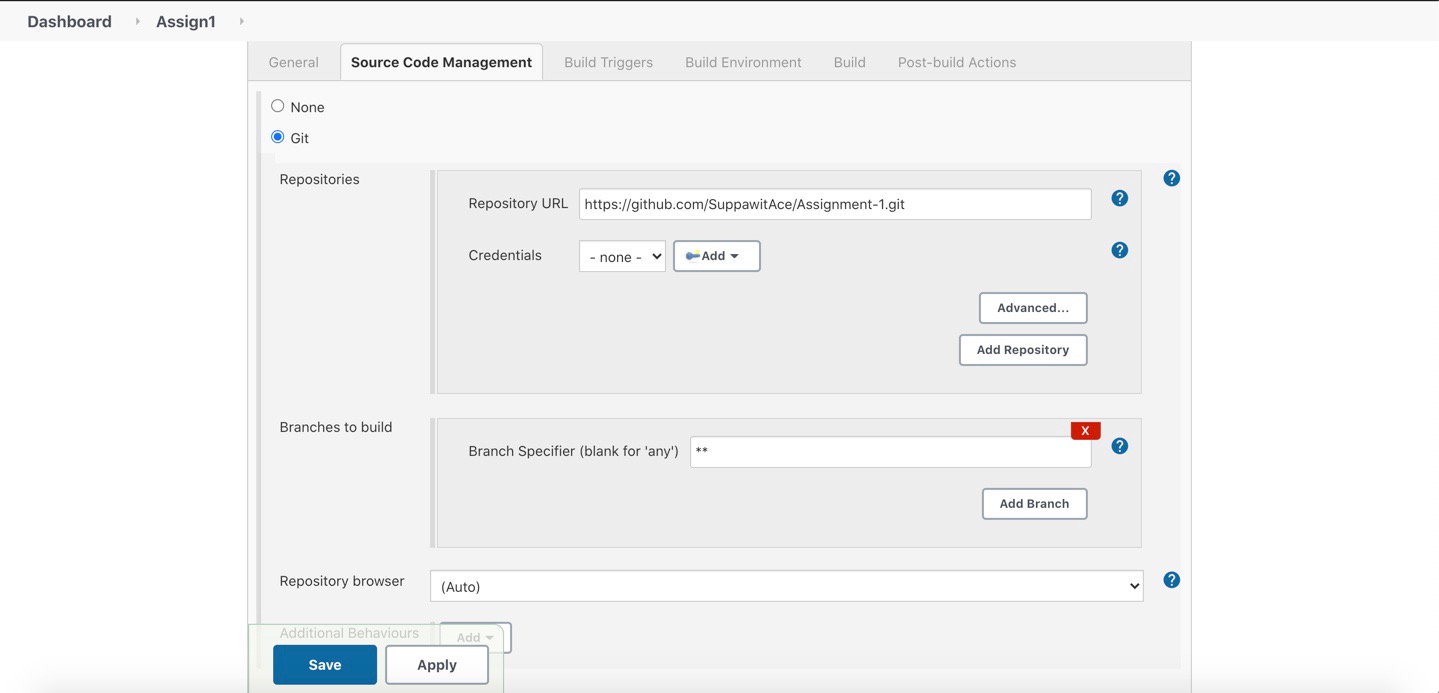 Dashboard Assign1
General Source Code Management Build Triggers Build Environment Build Post-build Actions
None
Git
Repositories
?
Repository URL https://github.com/SuppawitAce/Assignment-1.git ?
Credentials - none - Add ?
Advanced...
Add Repository
Branches to build
X
Branch Specifier (blank for 'any') ** ?
Add Branch
Repository browser (Auto) ?
Additional Behaviours Add
Save Apply